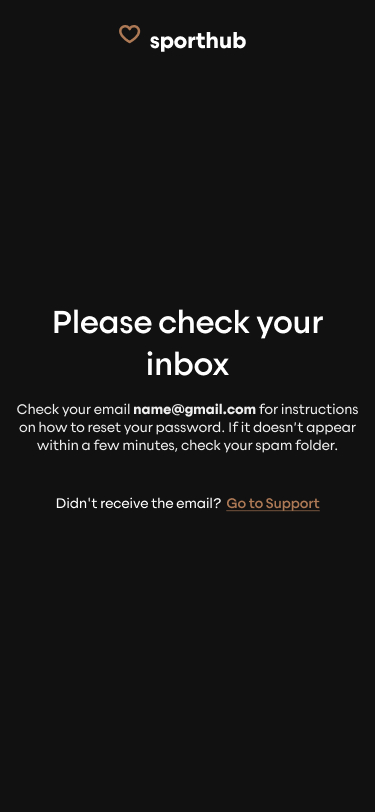 sporthub
Please check your
inbox
Check your email name@gmail.com for instructions
on how to reset your password. If it doesn't appear
within a few minutes, check your spam folder.
Didn't receive the email? Go to Support